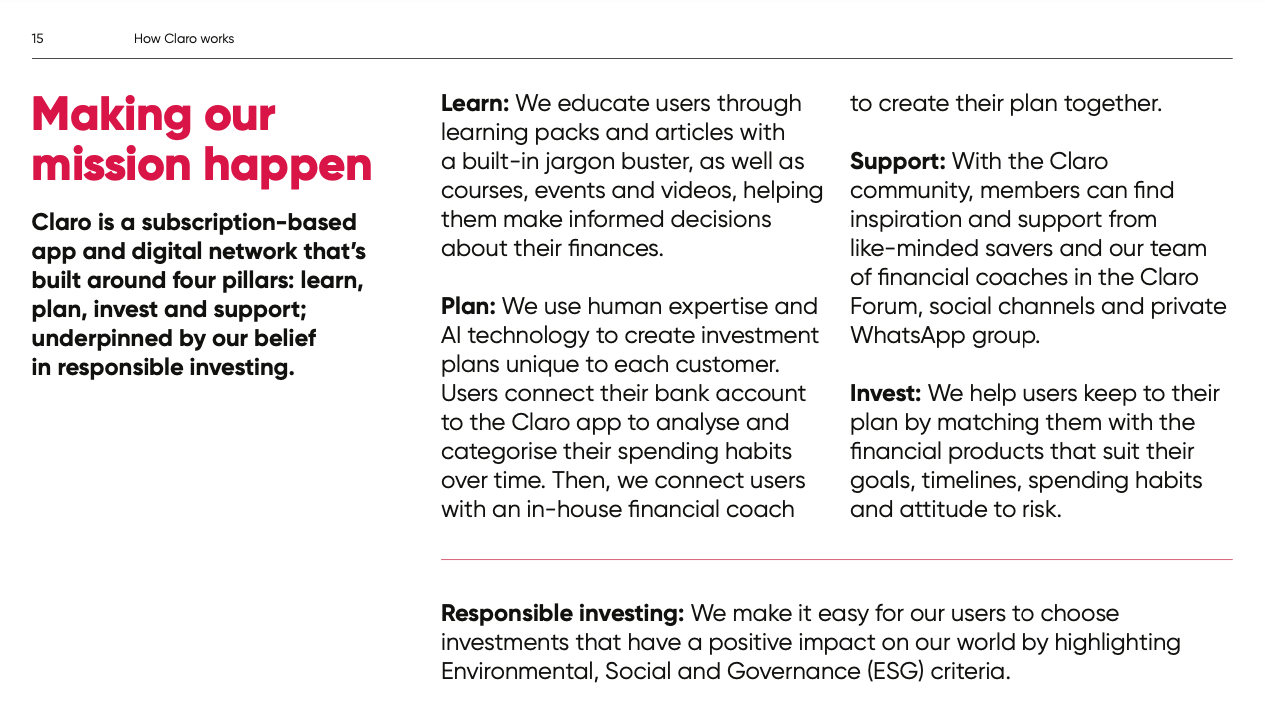 15
How Claro works
Making our
mission happen
Claro is a subscription-based
app and digital network that’s
built around four pillars: learn,
plan, invest and support;
underpinned by our belief
in responsible investing.
Learn: We educate users through
learning packs and articles with
a built-in jargon buster, as well as
courses, events and videos, helping
them make informed decisions
about their finances.
Plan: We use human expertise and
AI technology to create investment
plans unique to each customer.
Users connect their bank account
to the Claro app to analyse and
categorise their spending habits
over time. Then, we connect users
with an in-house financial coach
to create their plan together.
Support: With the Claro
community, members can find
inspiration and support from
like-minded savers and our team
of financial coaches in the Claro
Forum, social channels and private
WhatsApp group.
Invest: We help users keep to their
plan by matching them with the
financial products that suit their
goals, timelines, spending habits
and attitude to risk.
Responsible investing: We make it easy for our users to choose
investments that have a positive impact on our world by highlighting
Environmental, Social and Governance (ESG) criteria.